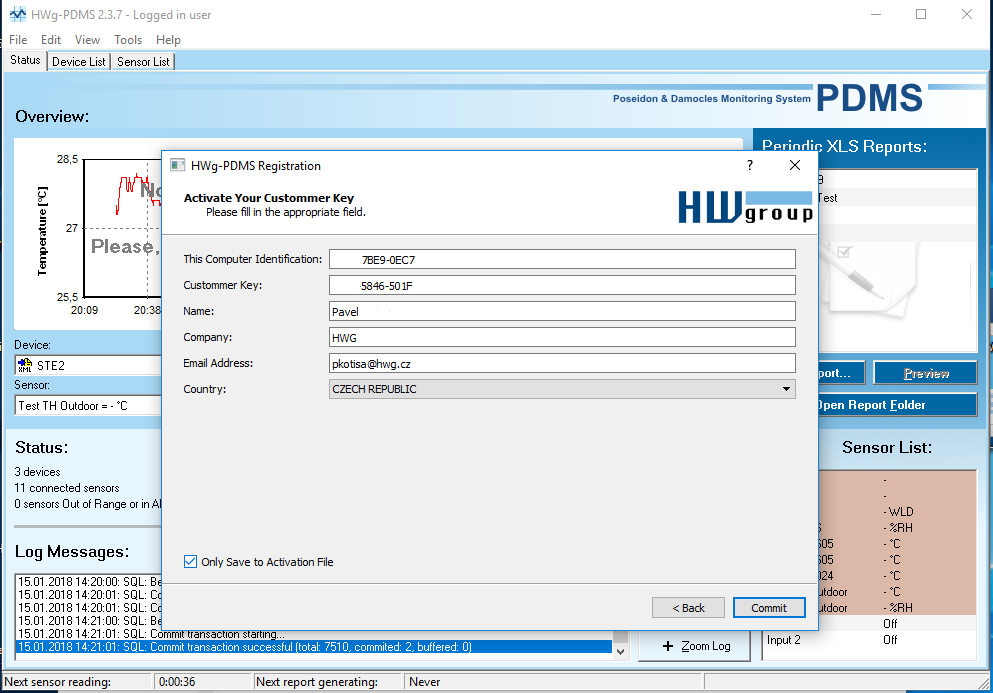 HWg-PDMS 2.3.7 - Logged in user
File Edit View Tools Help
Status Device List Sensor List
Poseidon & Damocles Monitoring System PDMS
Overview:
Periodic XLS Reports:
HWg-PDMS Registration
?
Activate Your Custommer Key
Please fill in the appropriate field.
HW group
This Computer Identification: 7BE9-0EC7
Custommer Key: 5846-501F
Name: Pavel
Company: HWG
Email Address: pkotisa@hwg.cz
Country: CZECH REPUBLIC
Only Save to Activation File
< Back Commit
28,5
27
25,5
Temperature [°C]
20:09 20:38
No
Please,
Test
Device:
STE2
Sensor:
Test TH Outdoor = - °C
port... Preview
Open Report Folder
Status:
3 devices
11 connected sensors
0 sensors Out of Range or in Al
Sensor List:
-
-
- WLD
- %RH
605 - °C
605 - °C
024 - °C
utdoor - °C
utdoor - %RH
Off
Input 2 Off
Log Messages:
15.01.2018 14:20:00: SQL: Be
15.01.2018 14:20:01: SQL: Co
15.01.2018 14:20:01: SQL: Co
15.01.2018 14:21:00: SQL: Be
15.01.2018 14:21:01: SQL: Commit transaction starting...
15.01.2018 14:21:01: SQL: Commit transaction successful (total: 7510, commited: 2, buffered: 0)
+ Zoom Log
Next sensor reading: 0:00:36 Next report generating: Never